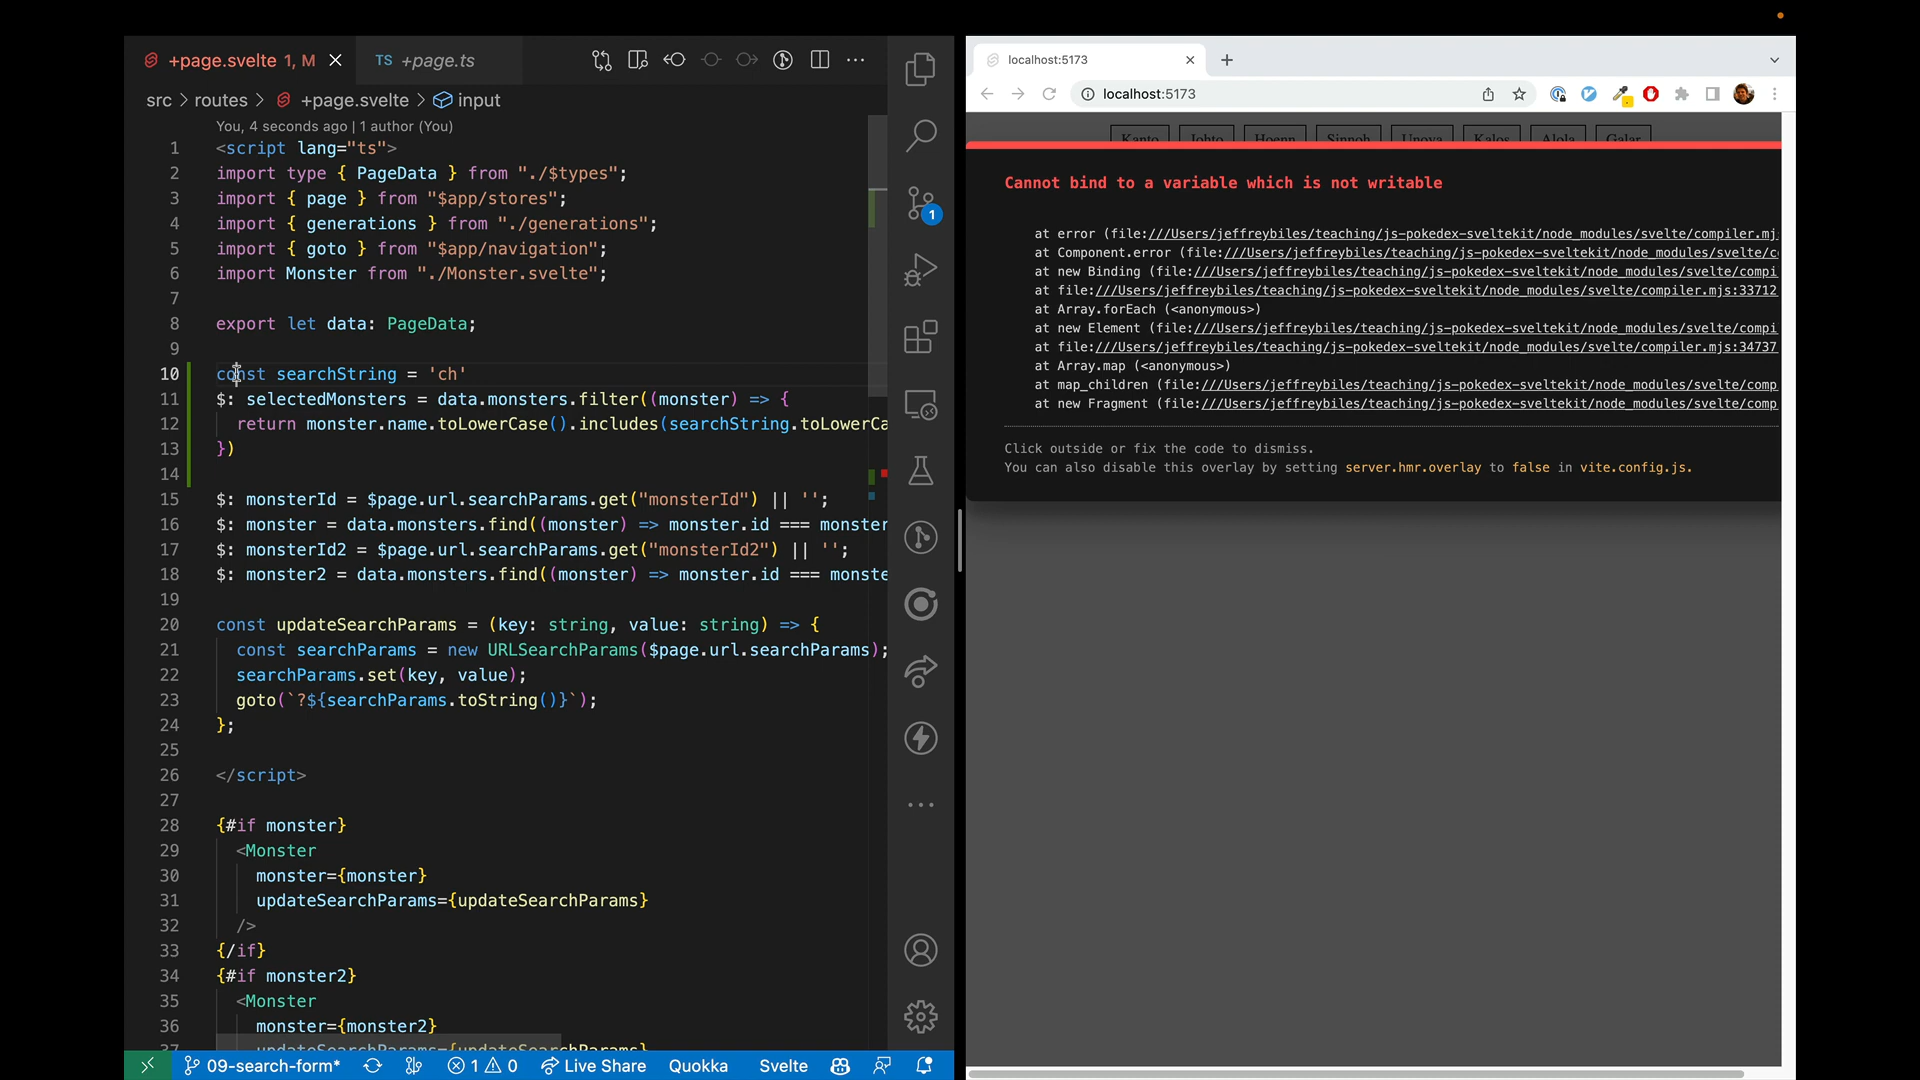 +page.svelte 1, M
TS +page.ts
src > routes > +page.svelte > input
You, 4 seconds ago | 1 author (You)
1 <script lang="ts">
2 import type { PageData } from "./$types";
3 import { page } from "$app/stores";
4 import { generations } from "./generations";
5 import { goto } from "$app/navigation";
6 import Monster from "./Monster.svelte";
7
8 export let data: PageData;
9
10 const searchString = 'ch'
11 $: selectedMonsters = data.monsters.filter((monster) => {
12 return monster.name.toLowerCase().includes(searchString.toLowerCa
13 })
14
15 $: monsterId = $page.url.searchParams.get("monsterId") || '';
16 $: monster = data.monsters.find((monster) => monster.id === monster
17 $: monsterId2 = $page.url.searchParams.get("monsterId2") || '';
18 $: monster2 = data.monsters.find((monster) => monster.id === monste
19
20 const updateSearchParams = (key: string, value: string) => {
21 const searchParams = new URLSearchParams($page.url.searchParams);
22 searchParams.set(key, value);
23 goto(`?${searchParams.toString()}`);
24 };
25
26 </script>
27
28 {#if monster}
29 <Monster
30 monster={monster}
31 updateSearchParams={updateSearchParams}
32 />
33 {/if}
34 {#if monster2}
35 <Monster
36 monster={monster2}
37 updateSearchParams={updateSearchParams}
1
09-search-form*
1 0
Live Share
Quokka
Svelte
localhost:5173
localhost:5173
Kanto Johto Hoenn Sinnoh Unova Kalos Alola Galar
Cannot bind to a variable which is not writable
at error (file:///Users/jeffreybiles/teaching/js-pokedex-sveltekit/node_modules/svelte/compiler.mj
at Component.error (file:///Users/jeffreybiles/teaching/js-pokedex-sveltekit/node_modules/svelte/c
at new Binding (file:///Users/jeffreybiles/teaching/js-pokedex-sveltekit/node_modules/svelte/compi
at file:///Users/jeffreybiles/teaching/js-pokedex-sveltekit/node_modules/svelte/compiler.mjs:33712
at Array.forEach (<anonymous>)
at new Element (file:///Users/jeffreybiles/teaching/js-pokedex-sveltekit/node_modules/svelte/compi
at file:///Users/jeffreybiles/teaching/js-pokedex-sveltekit/node_modules/svelte/compiler.mjs:34737
at Array.map (<anonymous>)
at map_children (file:///Users/jeffreybiles/teaching/js-pokedex-sveltekit/node_modules/svelte/comp
at new Fragment (file:///Users/jeffreybiles/teaching/js-pokedex-sveltekit/node_modules/svelte/comp
Click outside or fix the code to dismiss.
You can also disable this overlay by setting server.hmr.overlay to false in vite.config.js.